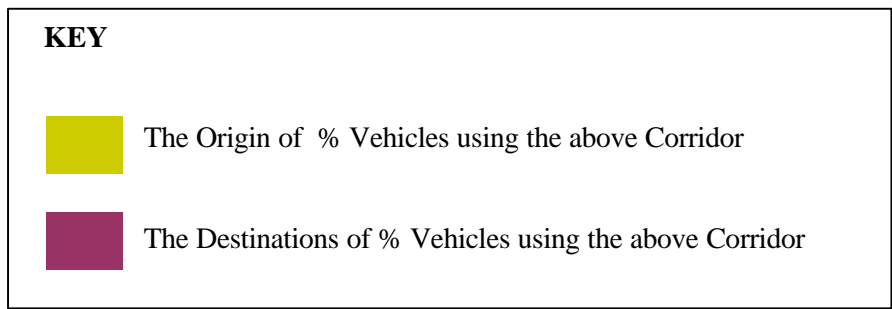 KEY
The Origin of % Vehicles using the above Corridor
The Destinations of % Vehicles using the above Corridor